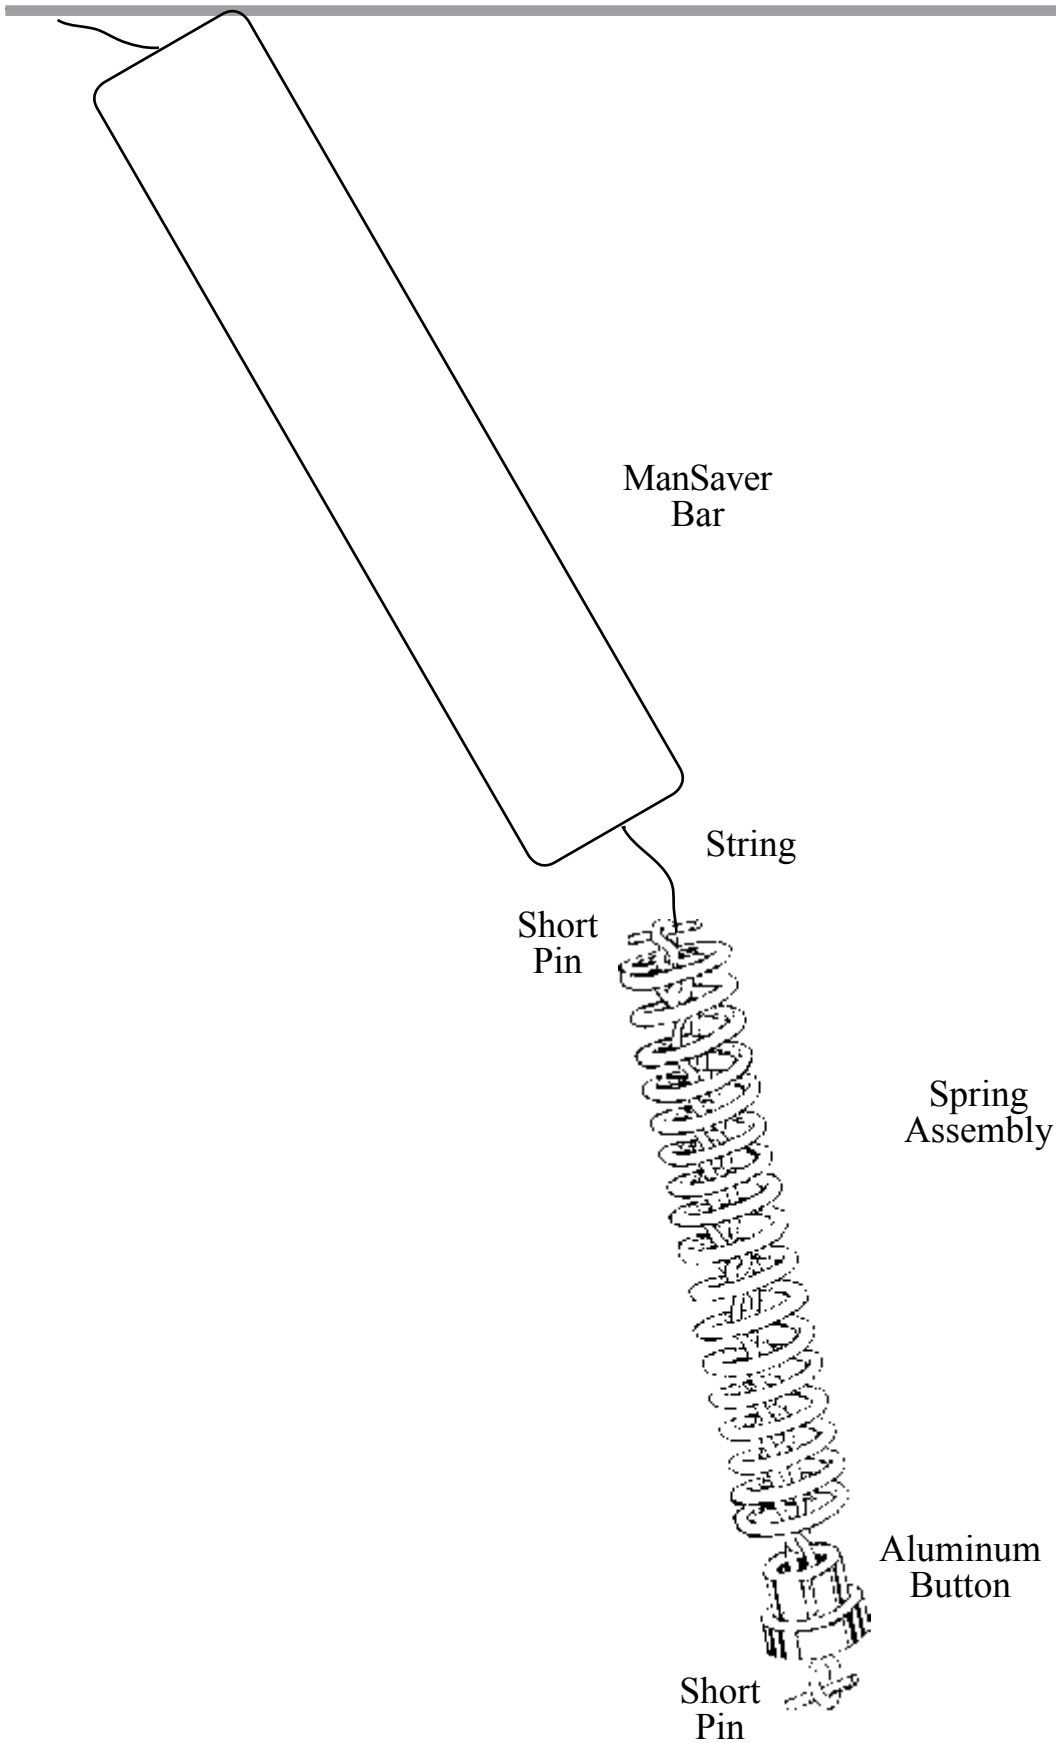 ManSaver
Bar
String
Short
Pin
Spring
Assembly
Aluminum
Button
Short
Pin